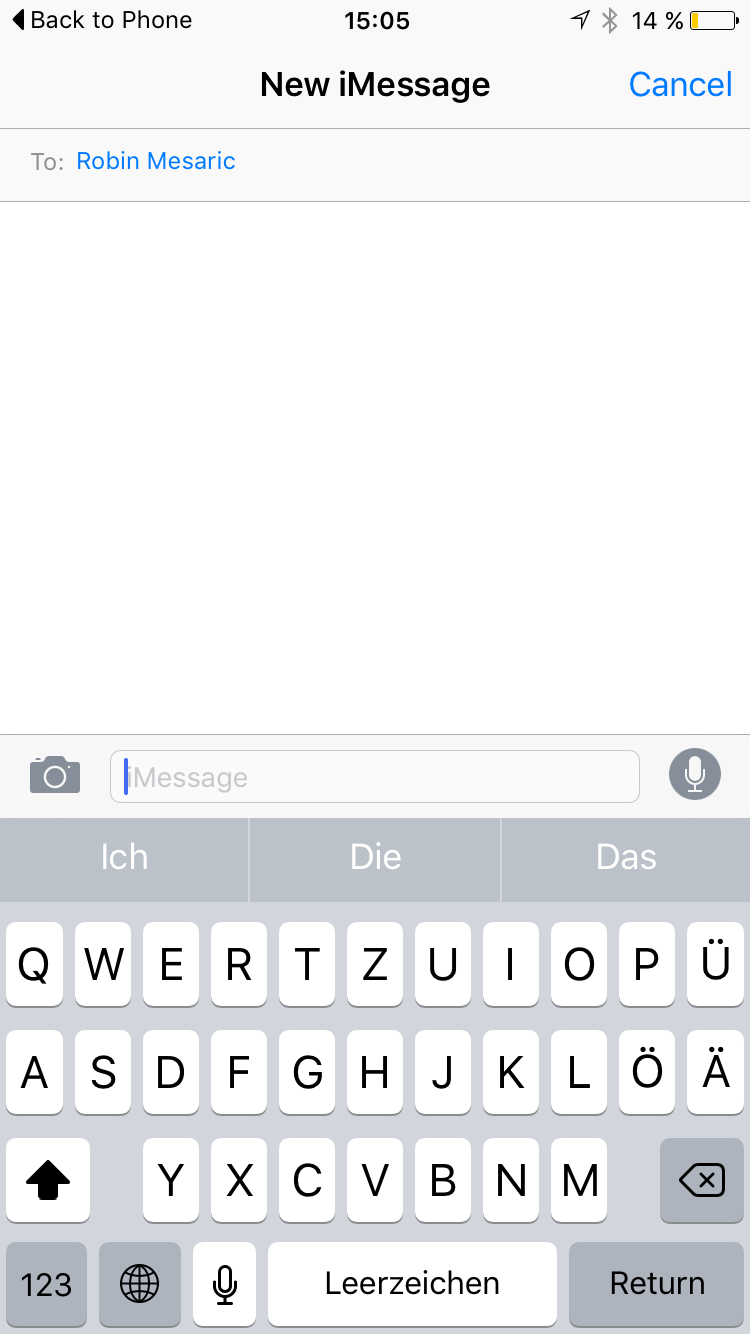 Back to Phone 15:05 14 %
New iMessage Cancel
To: Robin Mesaric
iMessage
Ich Die Das
Q W E R T Z U I O P Ü
A S D F G H J K L Ö Ä
Y X C V B N M
123 Leerzeichen Return